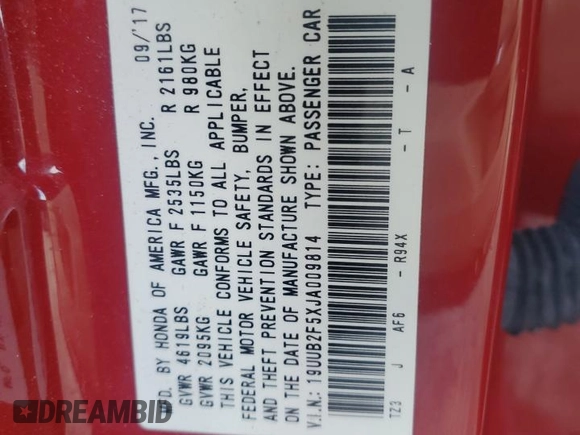 MFD. BY HONDA OF AMERICA MFG., INC. 09/'17
GVWR 4619LBS GAWR F 2535LBS R 2161LBS
GVWR 2095KG GAWR F 1150KG R 980KG
THIS VEHICLE CONFORMS TO ALL APPLICABLE
FEDERAL MOTOR VEHICLE SAFETY, BUMPER,
AND THEFT PREVENTION STANDARDS IN EFFECT
ON THE DATE OF MANUFACTURE SHOWN ABOVE.
V.I.N.: 19UUB2F5XJA009814 TYPE: PASSENGER CAR
TZ3 J AF6 - R94X - T - A
DREAMBID